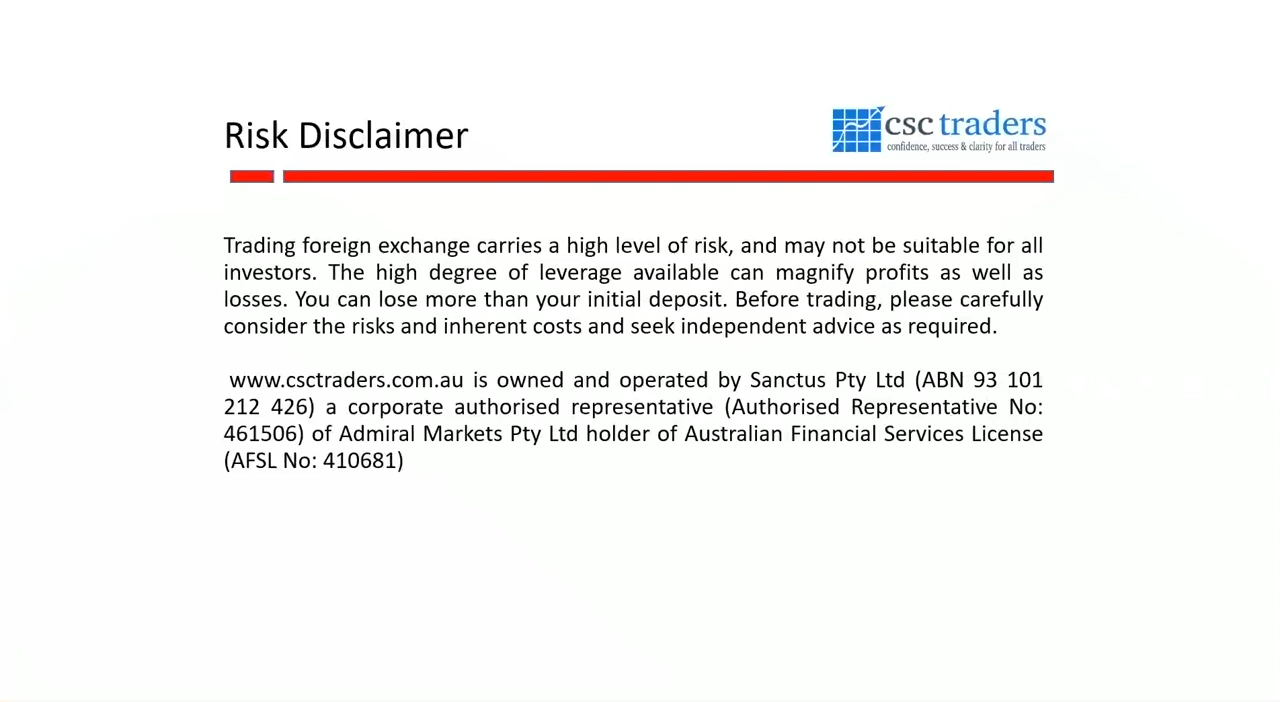 Risk Disclaimer
csc traders
confidence, success & clarity for all traders
Trading foreign exchange carries a high level of risk, and may not be suitable for all
investors. The high degree of leverage available can magnify profits as well as
losses. You can lose more than your initial deposit. Before trading, please carefully
consider the risks and inherent costs and seek independent advice as required.
www.csctraders.com.au is owned and operated by Sanctus Pty Ltd (ABN 93 101
212 426) a corporate authorised representative (Authorised Representative No:
461506) of Admiral Markets Pty Ltd holder of Australian Financial Services License
(AFSL No: 410681)